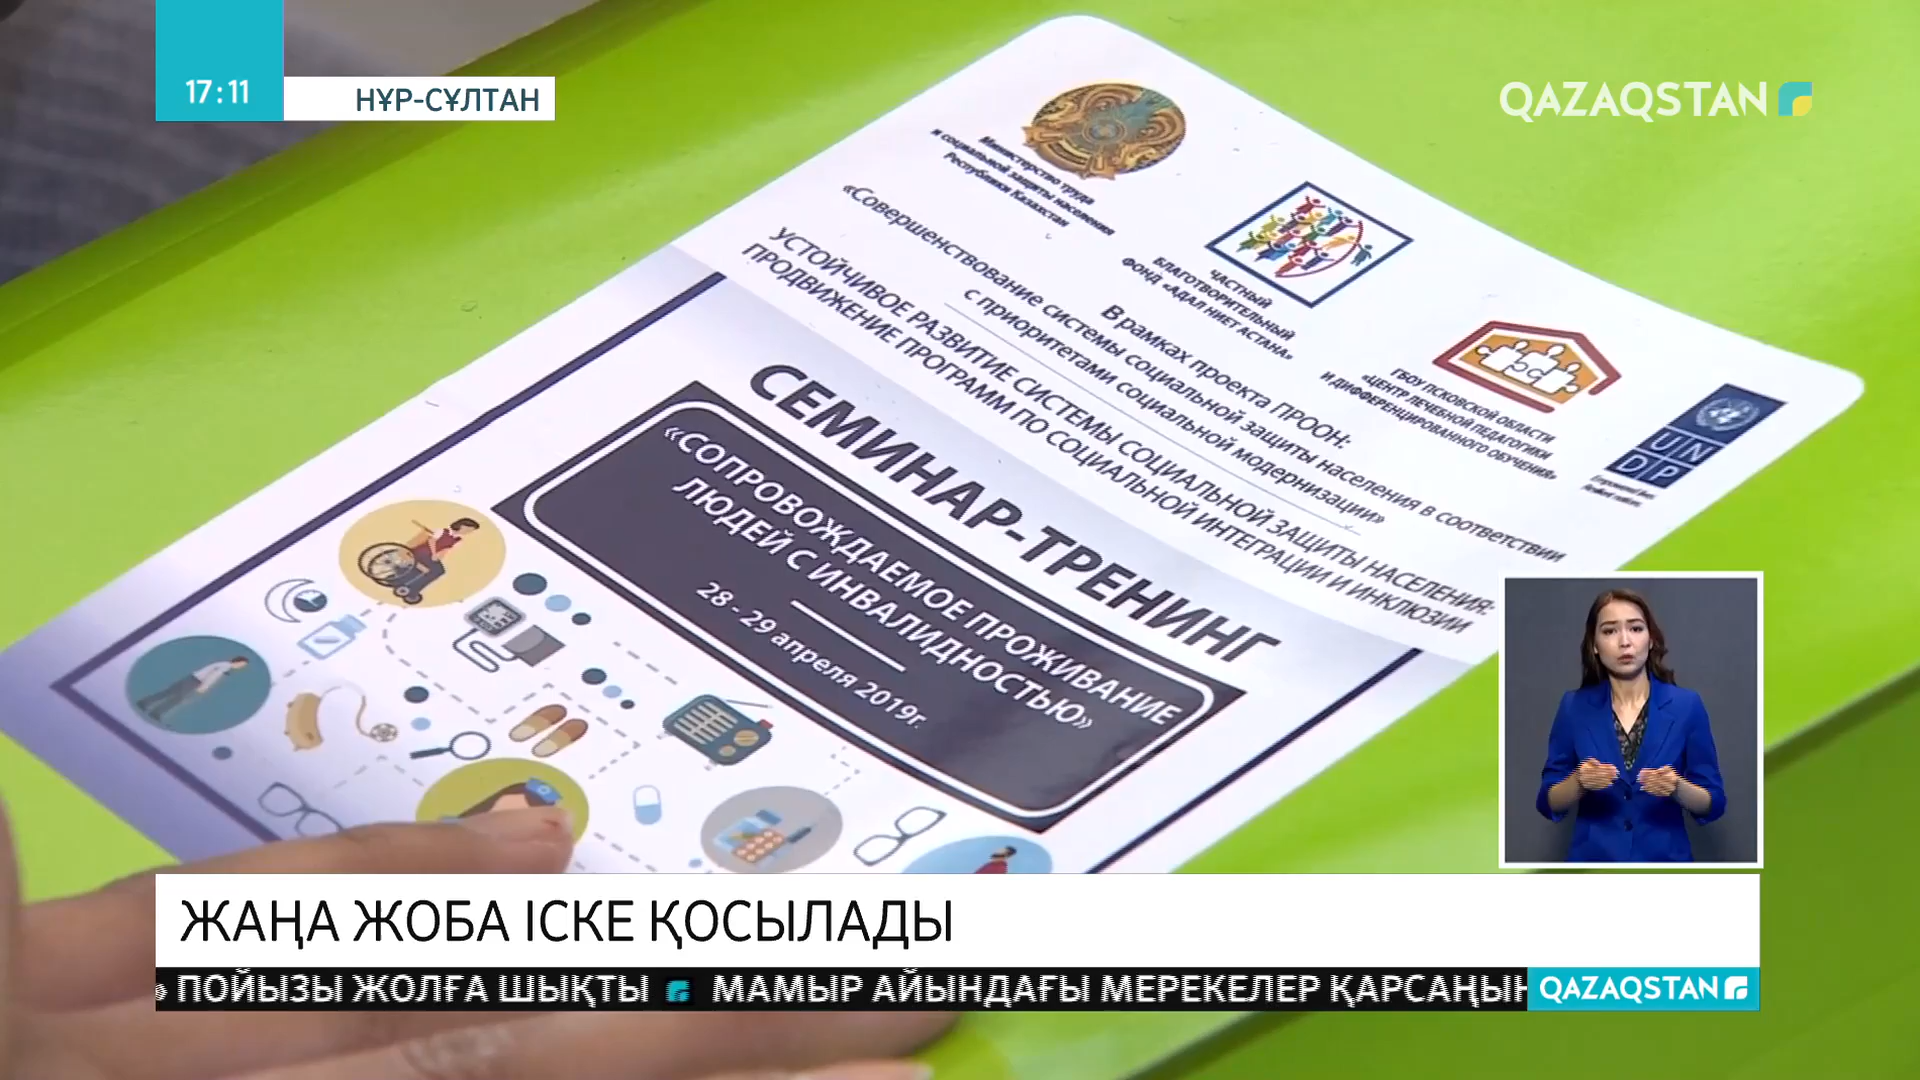 17:11
НҰР-СҰЛТАН
QAZAQSTAN
Министерство труда
и социальной защиты населения
Республики Казахстан
ЧАСТНЫЙ
БЛАГОТВОРИТЕЛЬНЫЙ
ФОНД «АДАЛ НИЕТ АСТАНА»
ГБОУ ПСКОВСКОЙ ОБЛАСТИ
«ЦЕНТР ЛЕЧЕБНОЙ ПЕДАГОГИКИ
И ДИФФЕРЕНЦИРОВАННОГО ОБУЧЕНИЯ»
UN
DP
В рамках проекта ПРООН:
«Совершенствование системы социальной защиты населения в соответствии
с приоритетами социальной модернизации»
УСТОЙЧИВОЕ РАЗВИТИЕ СИСТЕМЫ СОЦИАЛЬНОЙ ЗАЩИТЫ НАСЕЛЕНИЯ:
ПРОДВИЖЕНИЕ ПРОГРАММ ПО СОЦИАЛЬНОЙ ИНТЕГРАЦИИ И ИНКЛЮЗИИ
СЕМИНАР-ТРЕНИНГ
«СОПРОВОЖДАЕМОЕ ПРОЖИВАНИЕ
ЛЮДЕЙ С ИНВАЛИДНОСТЬЮ»
28 - 29 апреля 2019г.
ЖАҢА ЖОБА ІСКЕ ҚОСЫЛАДЫ
» ПОЙЫЗЫ ЖОЛҒА ШЫҚТЫ МАМЫР АЙЫНДАҒЫ МЕРЕКЕЛЕР ҚАРСАҢЫН
QAZAQSTAN